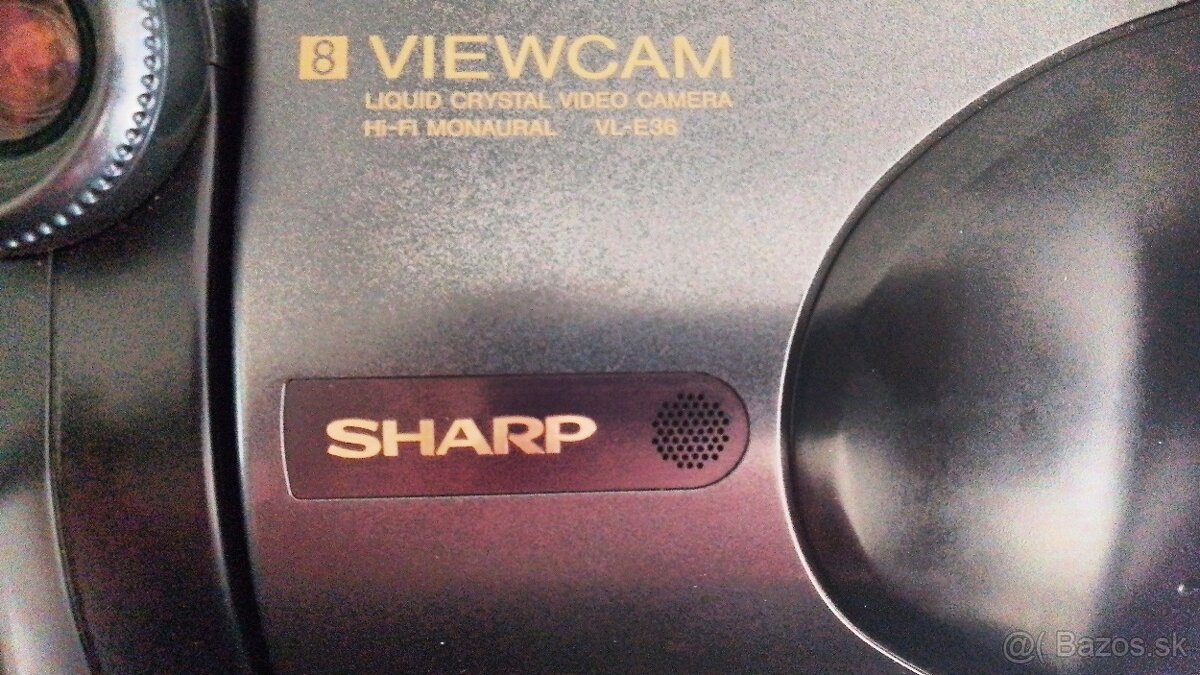 8 VIEWCAM
LIQUID CRYSTAL VIDEO CAMERA
Hi-Fi MONAURAL VL-E36
SHARP
@( Bazos.sk